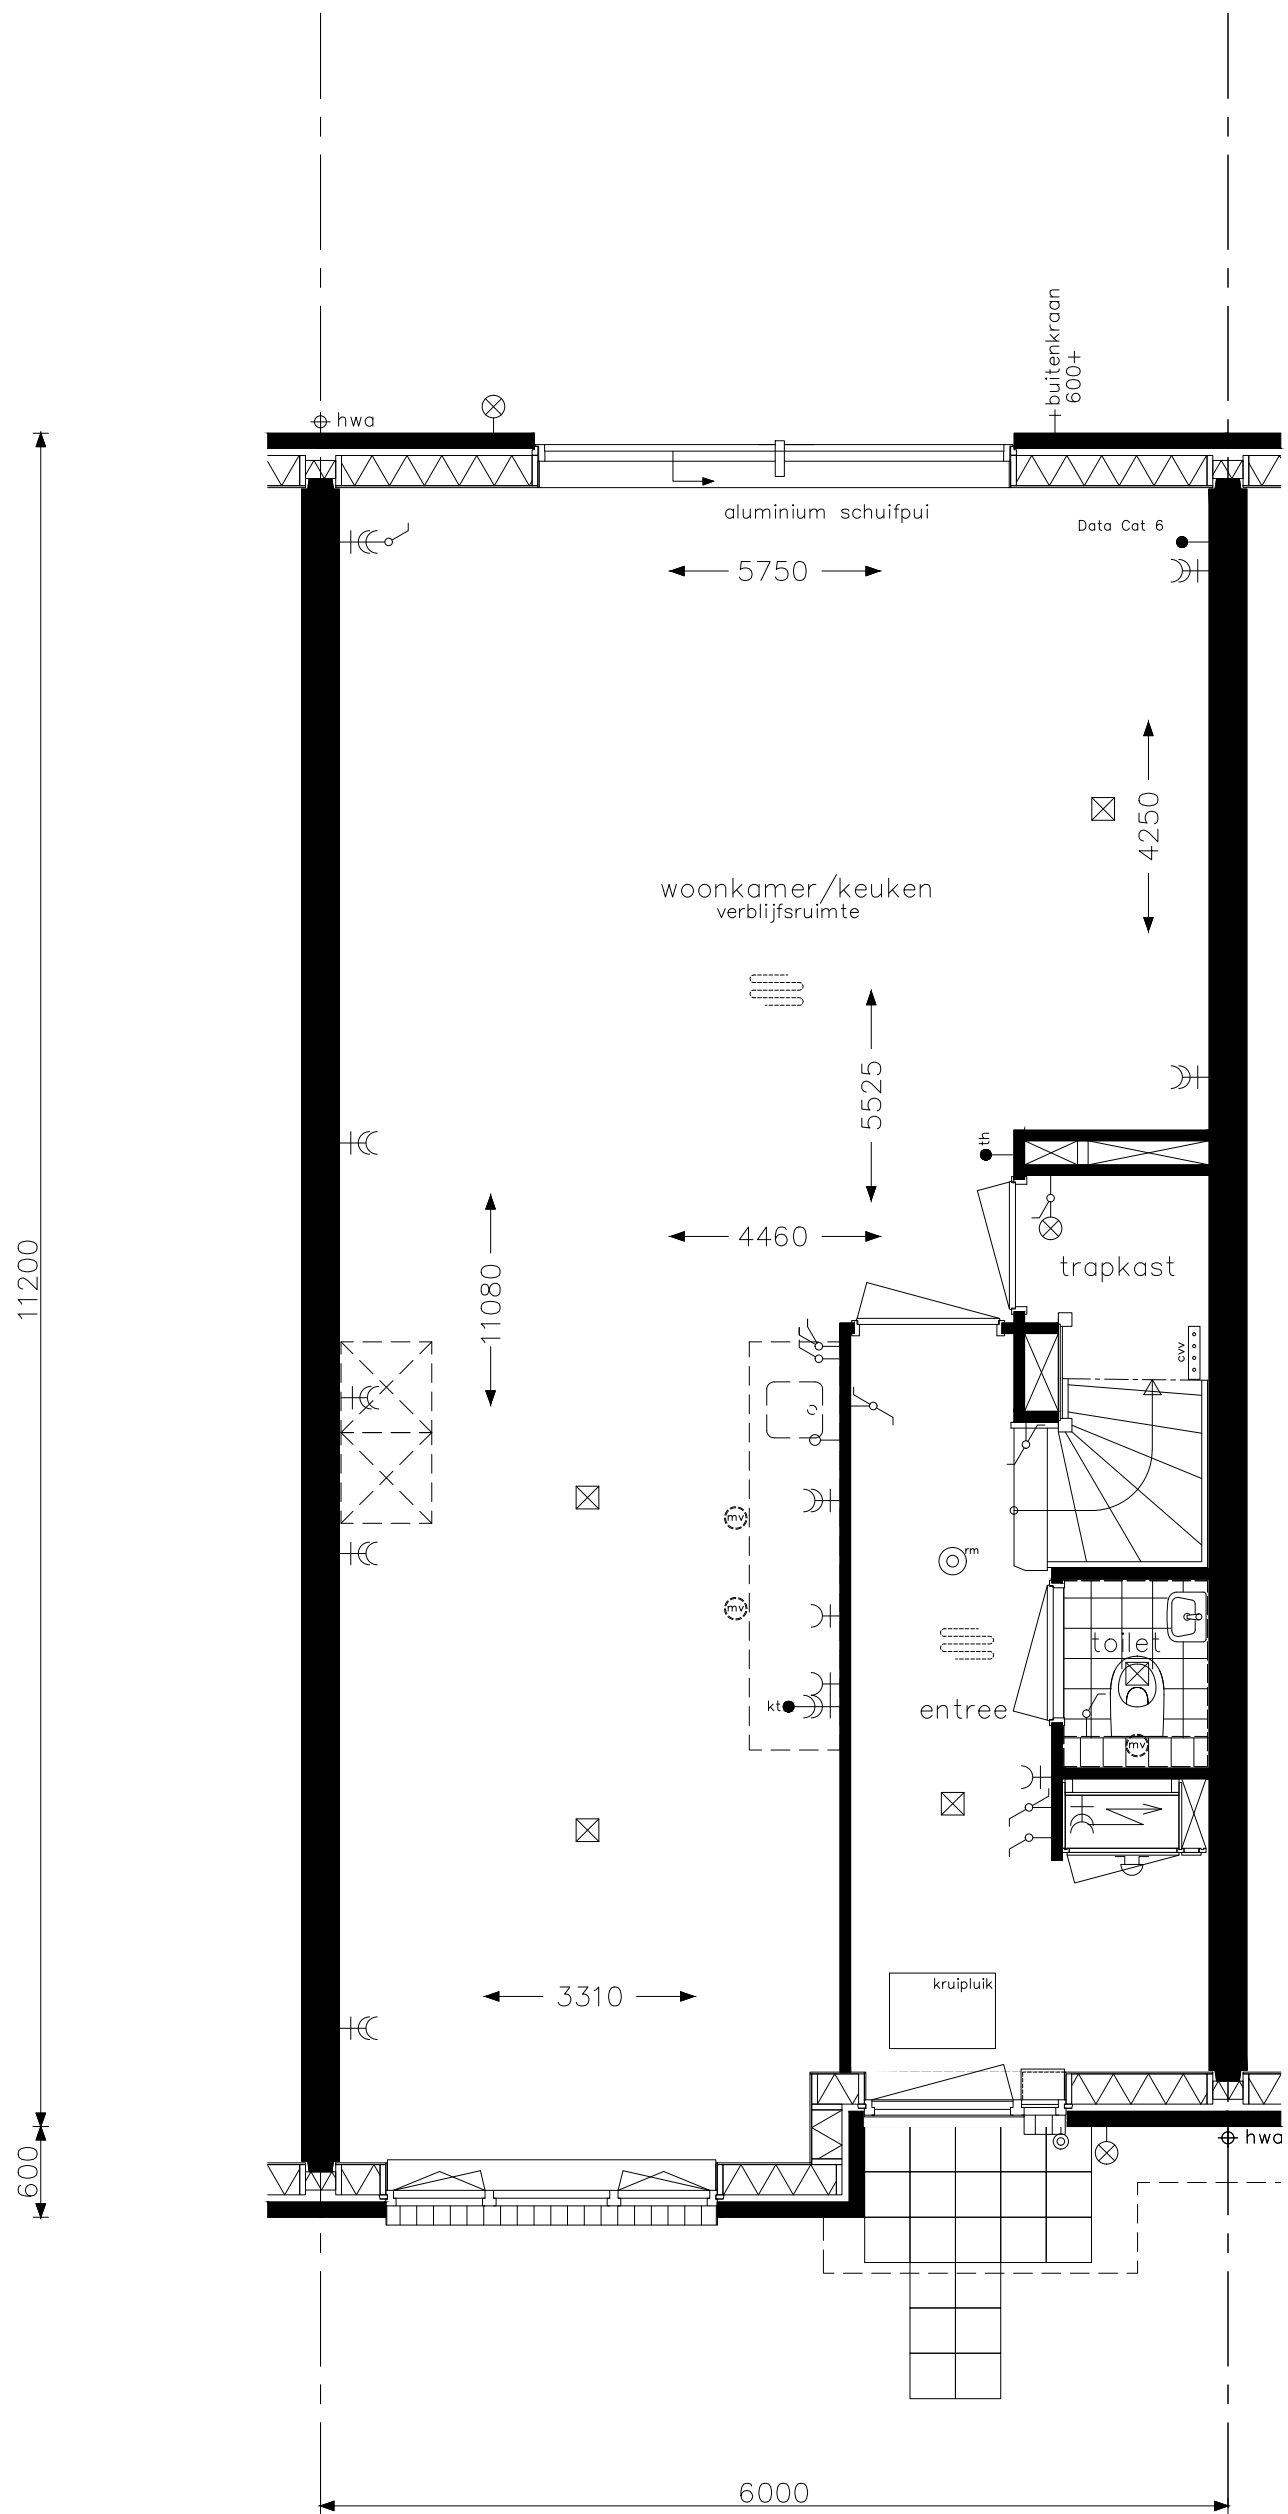 buitenkraan
600+
hwa
aluminium schuifpui
Data Cat 6
5750
4250
woonkamer/keuken
verblijfsruimte
5525
th
4460
11080
11200
trapkast
cvv
mv
rm
mv
toilet
kt
entree
mv
kruipluik
3310
600
hwa
6000